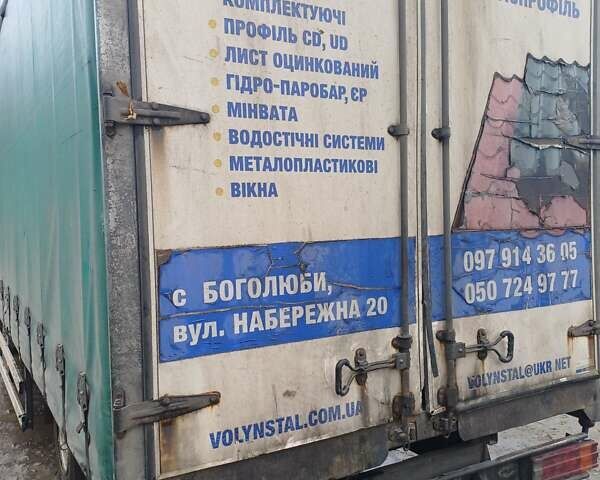 КОМПЛЕКТУЮЧІ
ПРОФІЛЬ CD, UD
ЛИСТ ОЦИНКОВАНИЙ
ГІДРО-ПАРОБАР, ЄР
МІНВАТА
ВОДОСТІЧНІ СИСТЕМИ
МЕТАЛОПЛАСТИКОВІ
ВІКНА
с БОГОЛЮБИ,
вул. НАБЕРЕЖНА 20
VOLYNSTAL.COM.UA
097 914 36 05
050 724 97 77
VOLYNSTAL@UKR NET